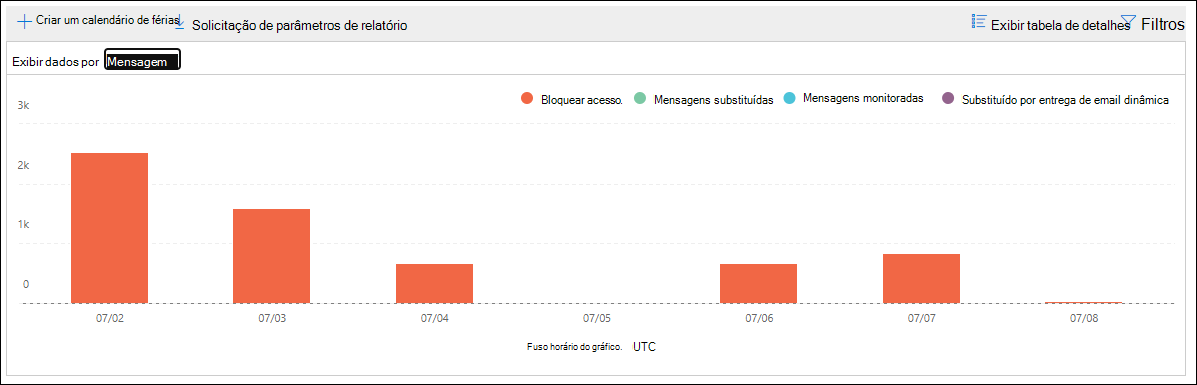 Criar um calendário de férias
Solicitação de parâmetros de relatório
Exibir tabela de detalhes
Filtros
Exibir dados por
Mensagem
Bloquear acesso.
Mensagens substituídas
Mensagens monitoradas
Substituído por entrega de email dinâmica
3k
2k
1k
0
07/02
07/03
07/04
07/05
07/06
07/07
07/08
Fuso horário do gráfico.
UTC